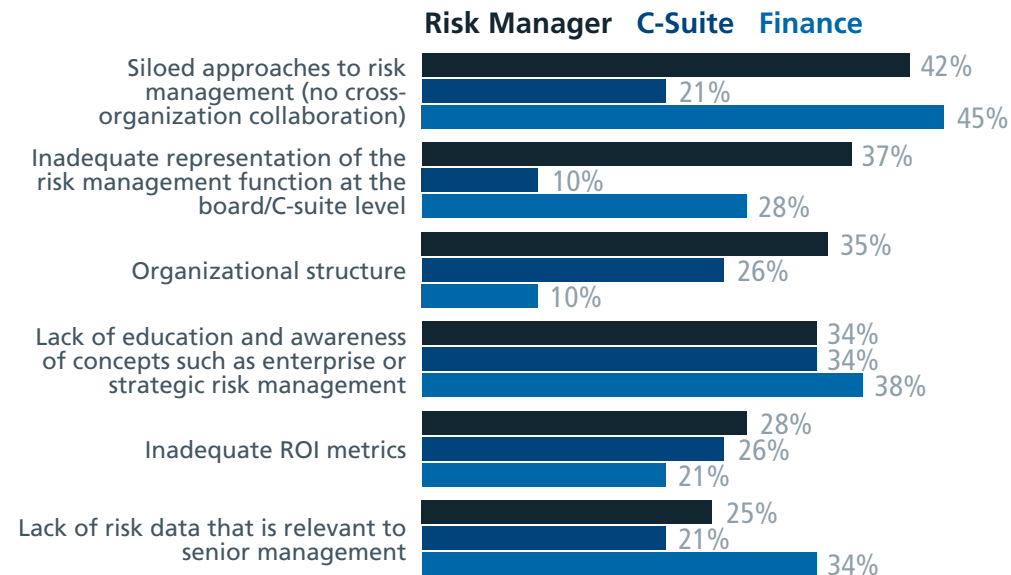 Risk Manager C-Suite Finance
Siloed approaches to risk
management (no cross-
organization collaboration)
42%
21%
45%
Inadequate representation of the
risk management function at the
board/C-suite level
37%
10%
28%
Organizational structure
35%
26%
10%
Lack of education and awareness
of concepts such as enterprise or
strategic risk management
34%
34%
38%
Inadequate ROI metrics
28%
26%
21%
Lack of risk data that is relevant to
senior management
25%
21%
34%